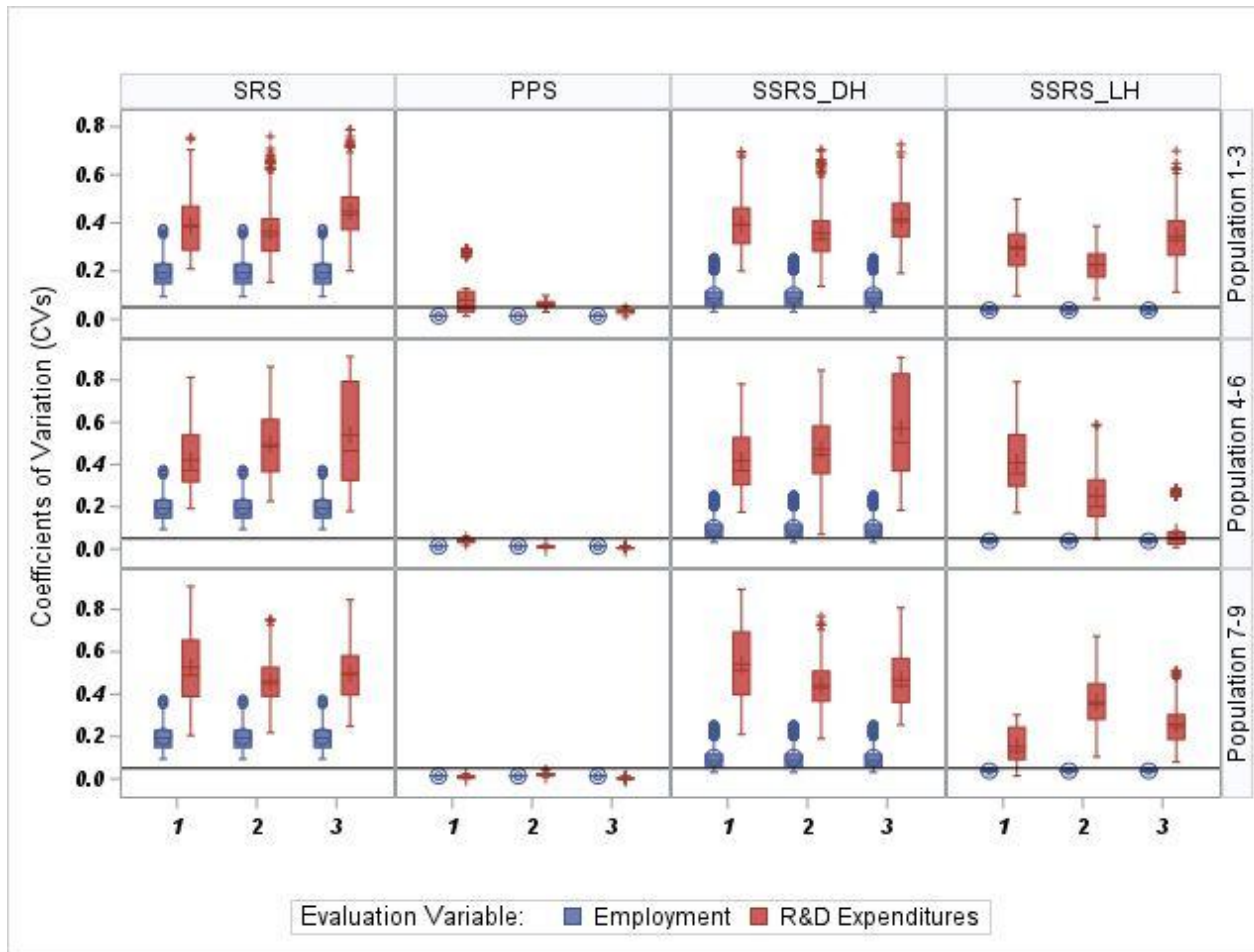 SRS PPS SSRS_DH SSRS_LH
Coefficients of Variation (CVs)
0.8
0.6
0.4
0.2
0.0
Population 1-3
0.8
0.6
0.4
0.2
0.0
Population 4-6
0.8
0.6
0.4
0.2
0.0
Population 7-9
1 2 3 1 2 3 1 2 3 1 2 3
Evaluation Variable: Employment R&D Expenditures